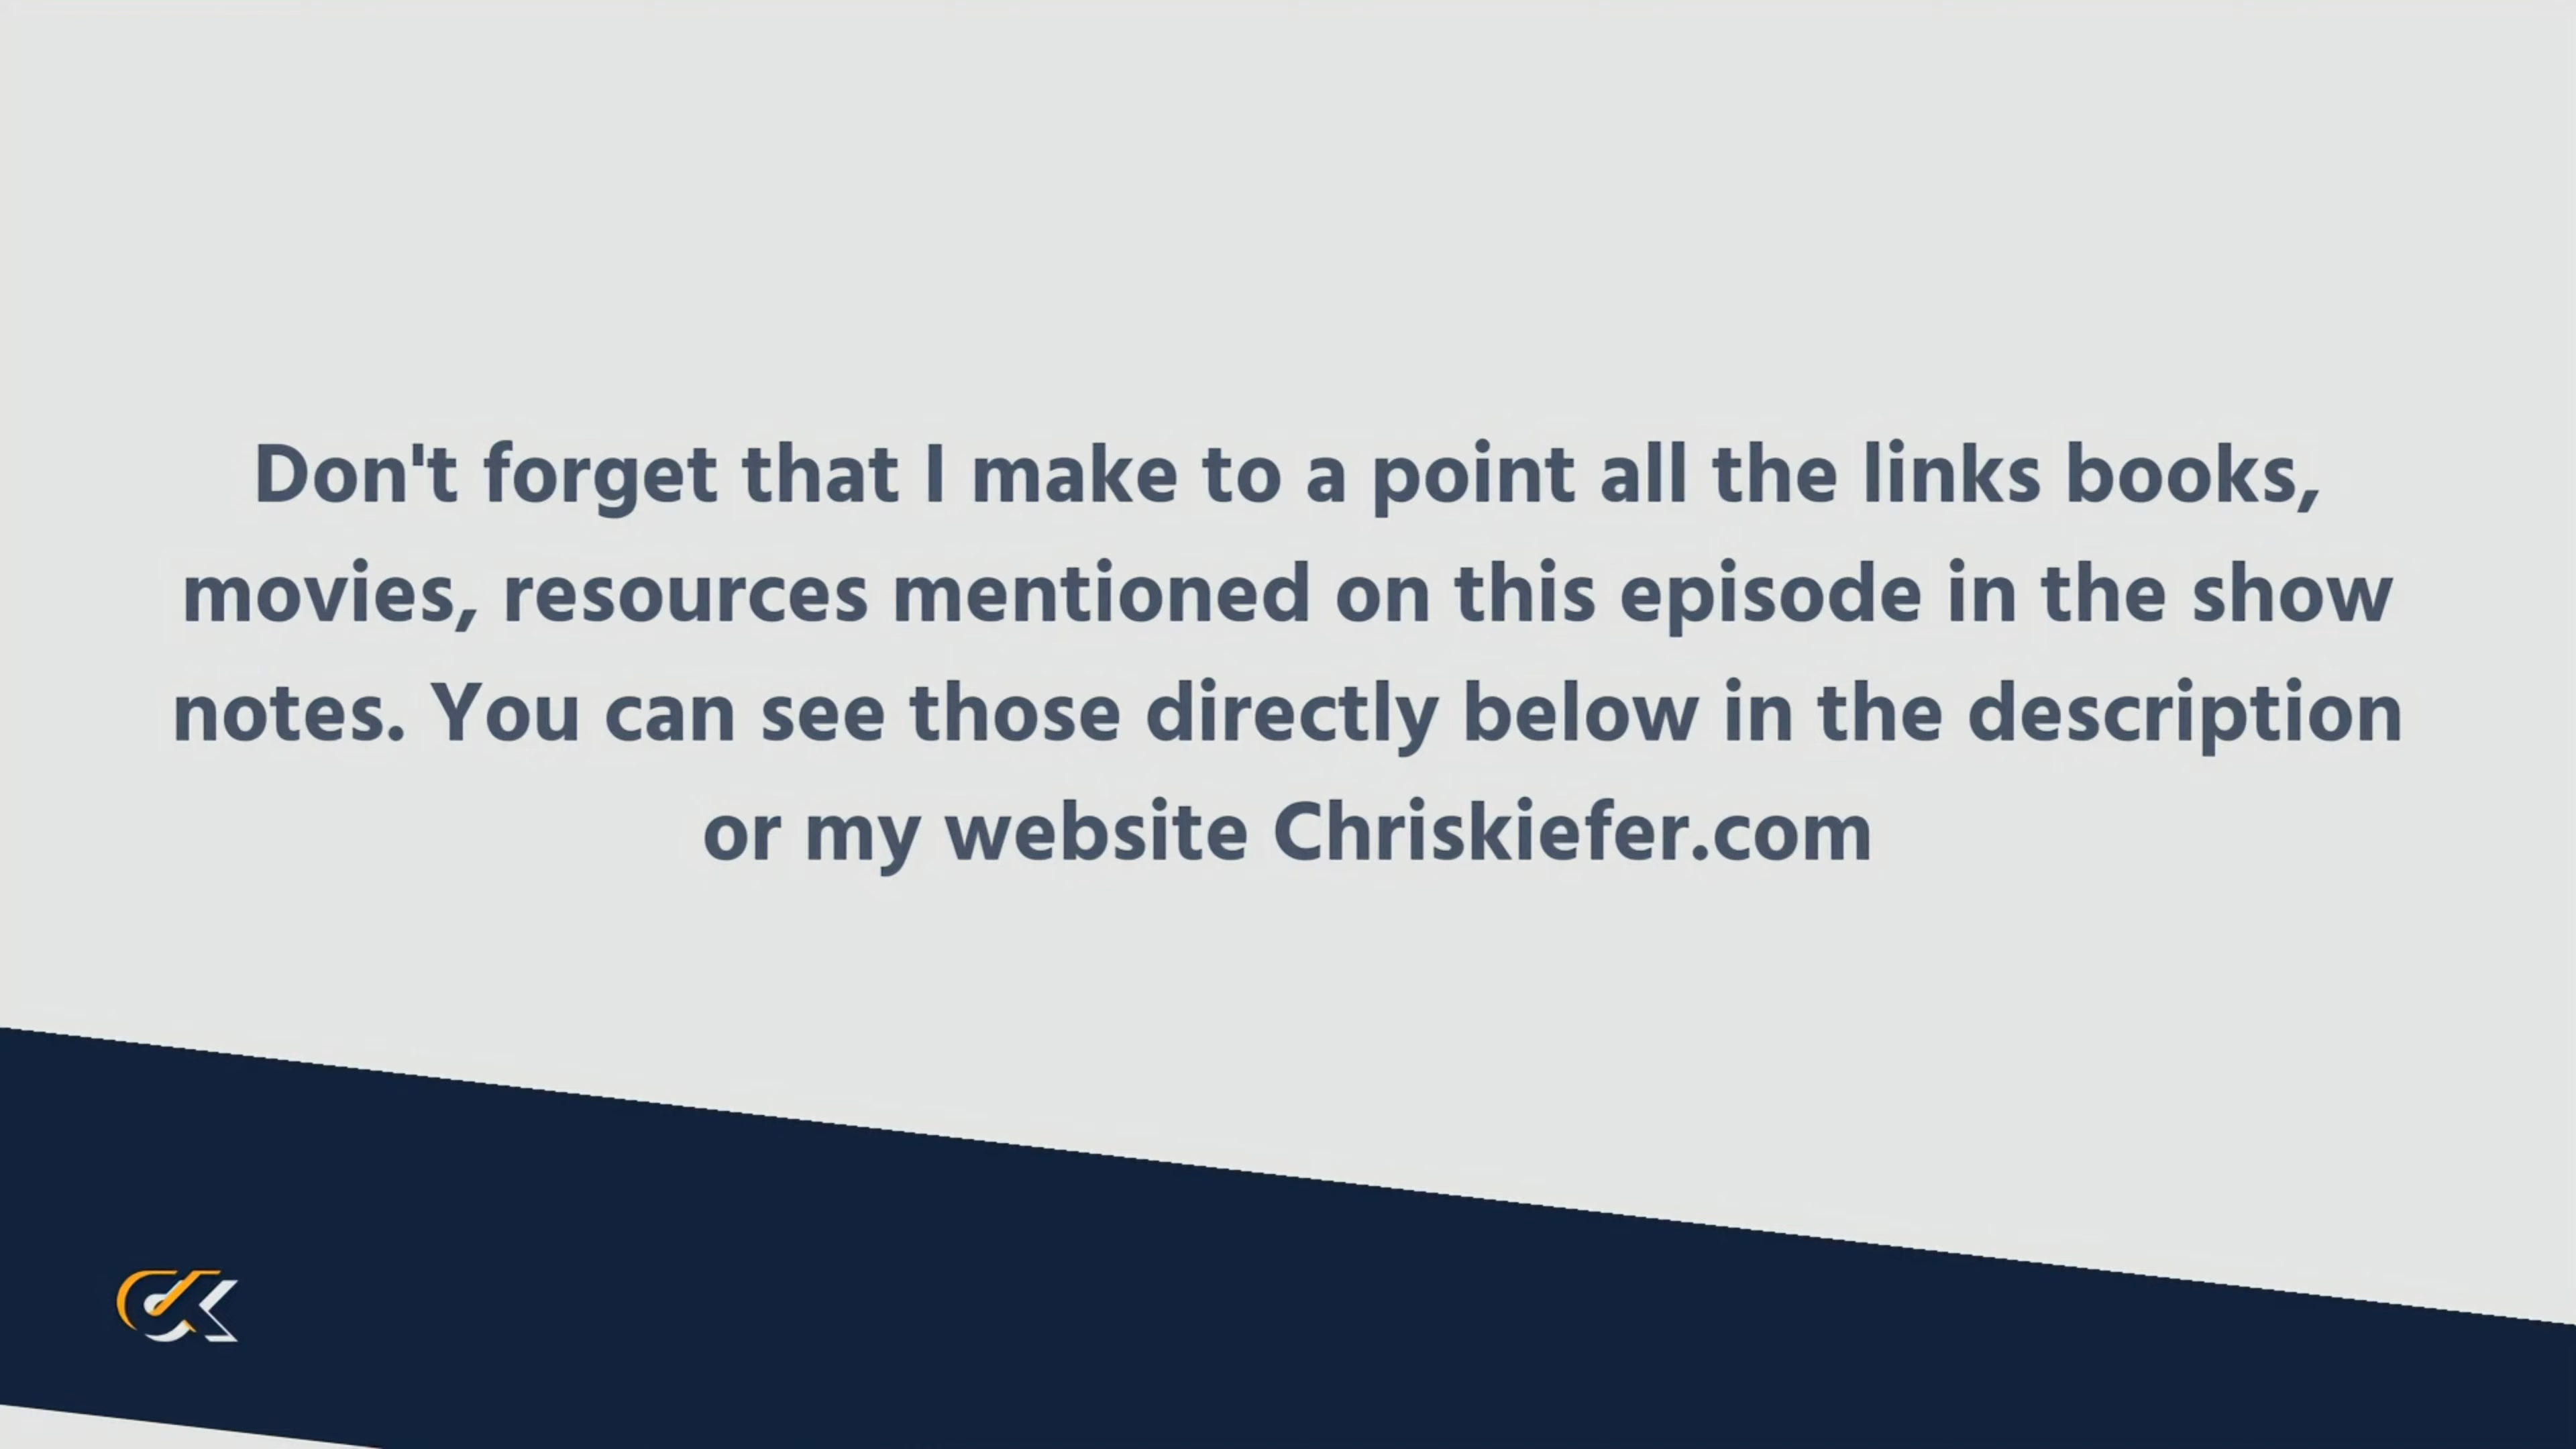 Don't forget that I make to a point all the links books,
movies, resources mentioned on this episode in the show
notes. You can see those directly below in the description
or my website Chriskiefer.com
CK